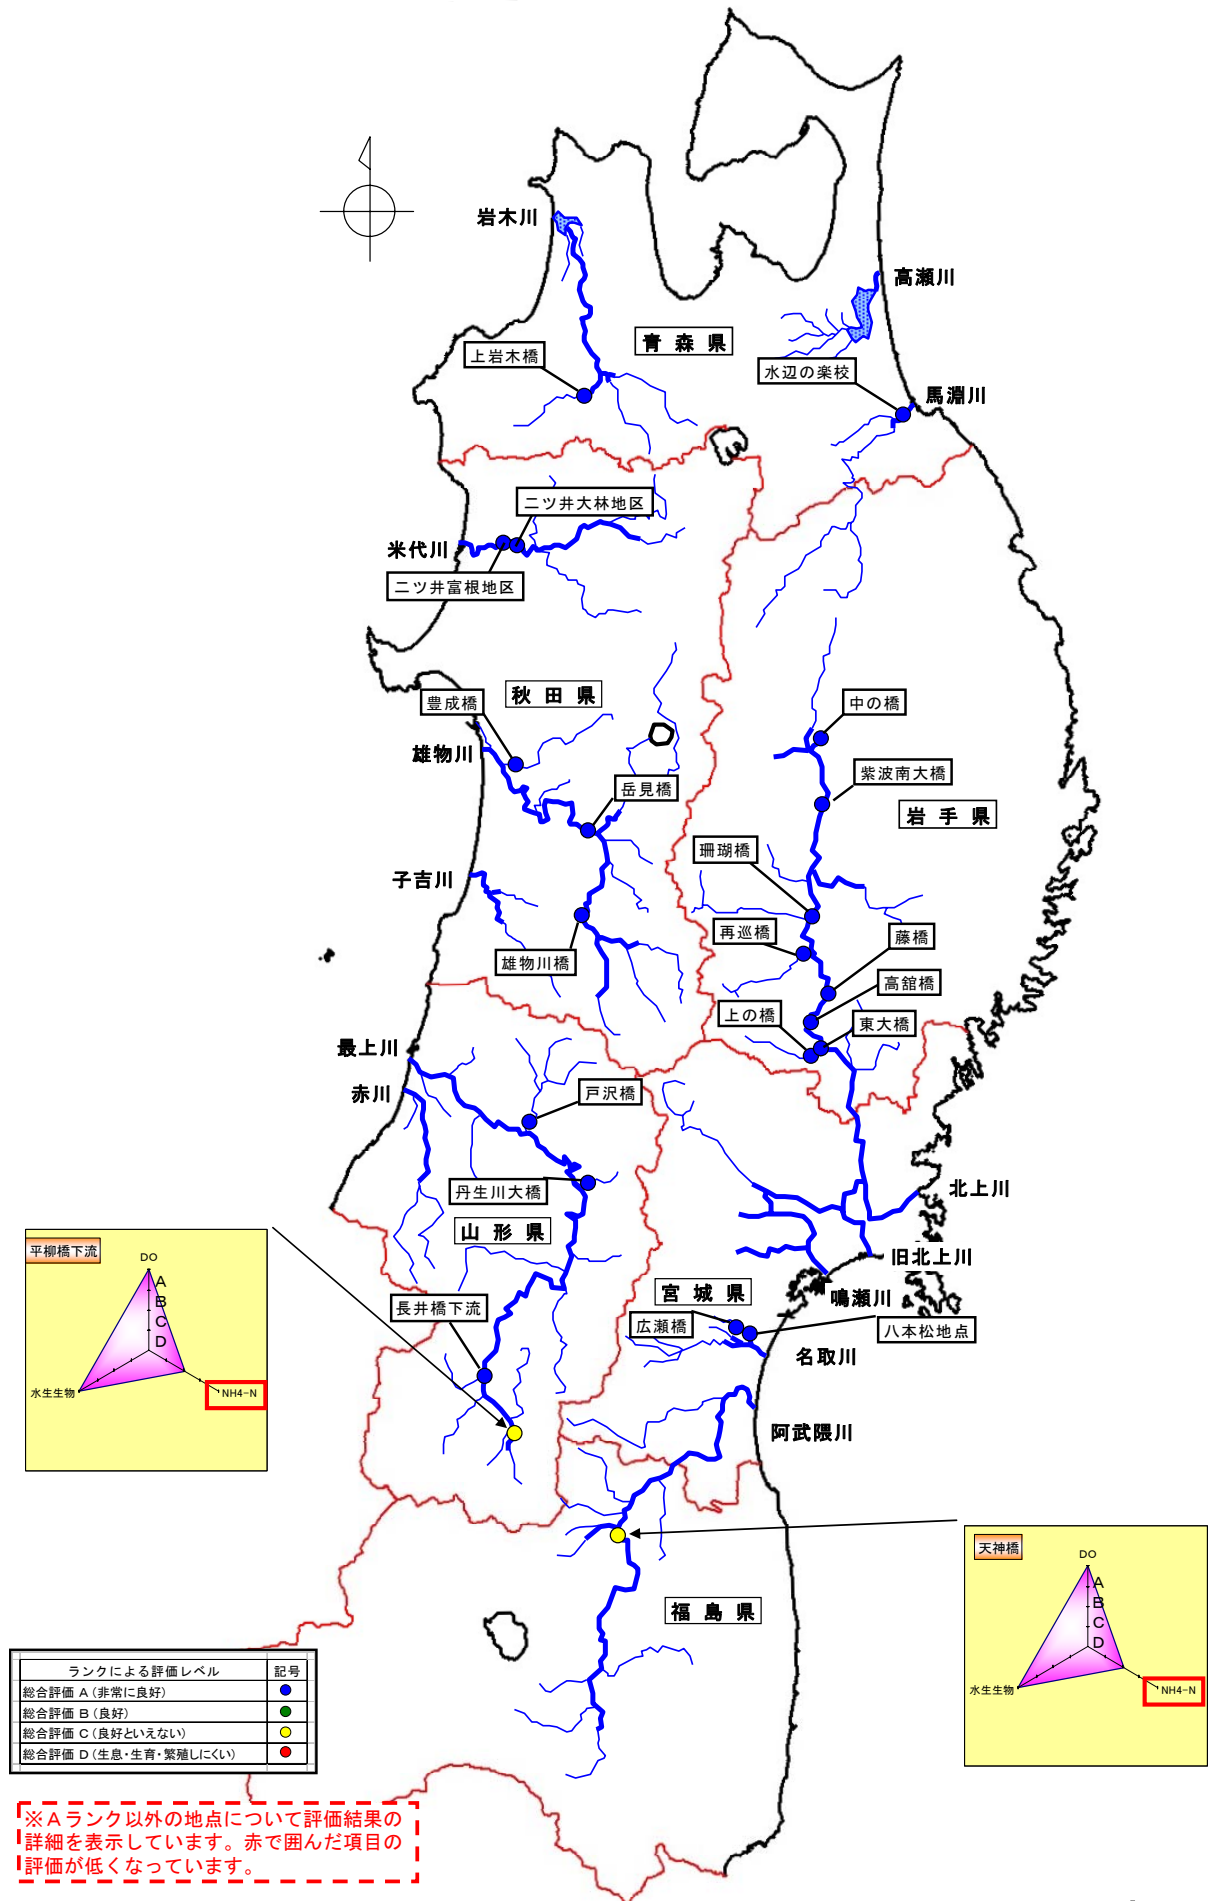 岩木川
高瀬川
青森県
上岩木橋
水辺の楽校
馬淵川
二ツ井大林地区
米代川
二ツ井富根地区
秋田県
豊成橋
中の橋
雄物川
紫波南大橋
岳見橋
岩手県
珊瑚橋
子吉川
再巡橋
藤橋
雄物川橋
高舘橋
上の橋
東大橋
最上川
赤川
戸沢橋
丹生川大橋
北上川
山形県
平柳橋下流
DO
A
B
C
D
水生生物
NH4-N
旧北上川
宮城県
鳴瀬川
長井橋下流
広瀬橋
八本松地点
名取川
阿武隈川
天神橋
DO
A
B
C
D
水生生物
NH4-N
福島県
ランクによる評価レベル 記号
総合評価 A (非常に良好)
総合評価 B (良好)
総合評価 C (良好といえない)
総合評価 D (生息・生育・繁殖しにくい)
※Aランク以外の地点について評価結果の
詳細を表示しています。赤で囲んだ項目の
評価が低くなっています。